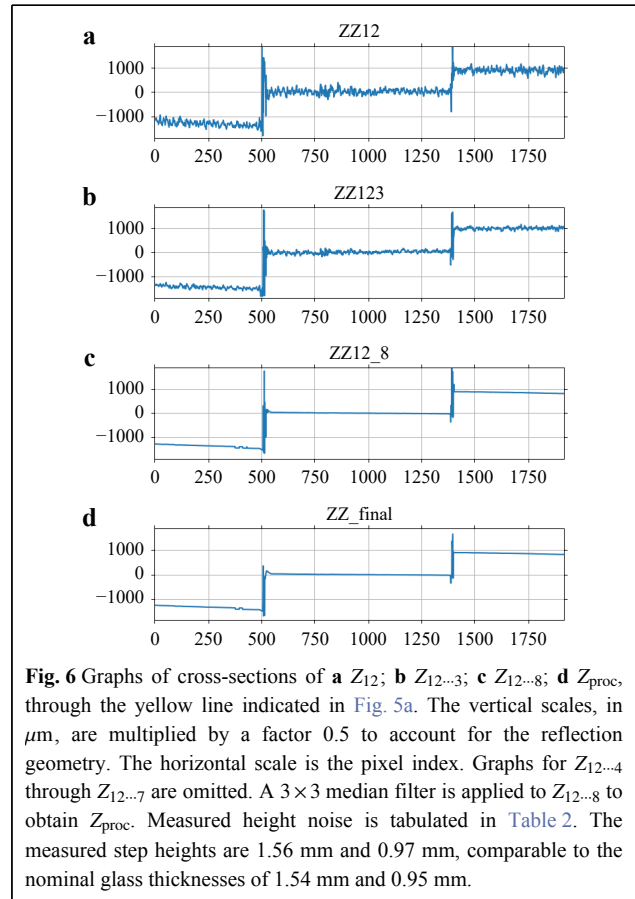 a
ZZ12
1000
0
−1000
0 250 500 750 1000 1250 1500 1750
b
ZZ123
1000
0
−1000
0 250 500 750 1000 1250 1500 1750
c
ZZ12_8
1000
0
−1000
0 250 500 750 1000 1250 1500 1750
d
ZZ_final
1000
0
−1000
0 250 500 750 1000 1250 1500 1750
Fig. 6 Graphs of cross-sections of a Z12; b Z12···3; c Z12···8; d Zproc,
through the yellow line indicated in Fig. 5a. The vertical scales, in
μm, are multiplied by a factor 0.5 to account for the reflection
geometry. The horizontal scale is the pixel index. Graphs for Z12···4
through Z12···7 are omitted. A 3×3 median filter is applied to Z12···8 to
obtain Zproc. Measured height noise is tabulated in Table 2. The
measured step heights are 1.56 mm and 0.97 mm, comparable to the
nominal glass thicknesses of 1.54 mm and 0.95 mm.